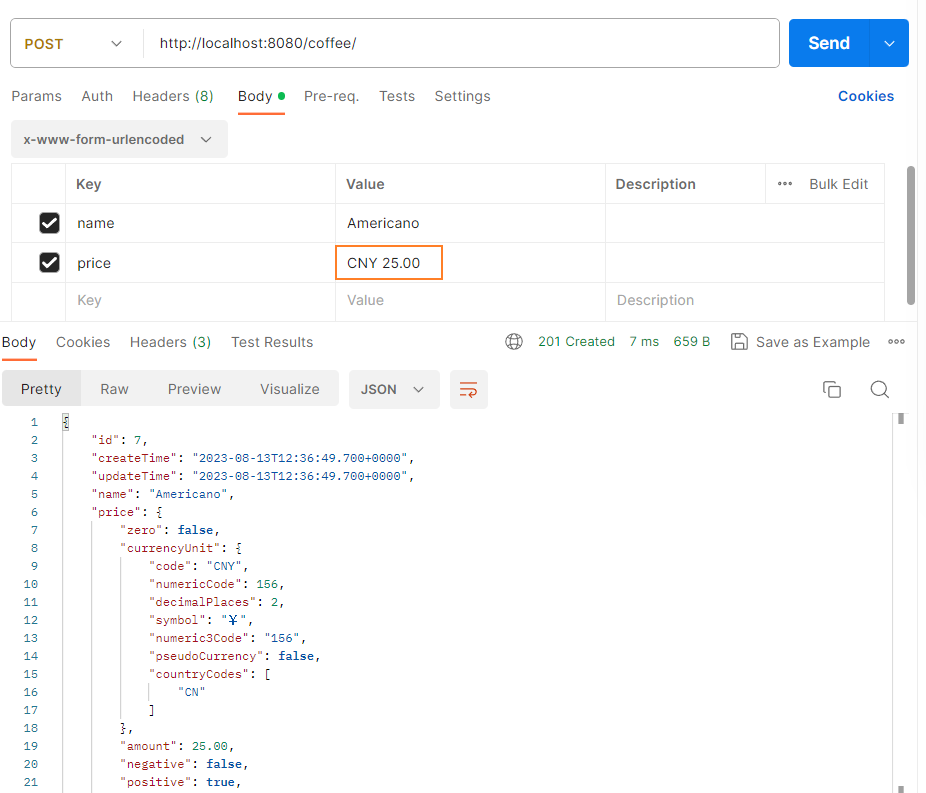 POST http://localhost:8080/coffee/ Send
Params Auth Headers (8) Body Pre-req. Tests Settings Cookies
x-www-form-urlencoded
Key Value Description ••• Bulk Edit
name Americano
price CNY 25.00
Key Value Description
Body Cookies Headers (3) Test Results 201 Created 7 ms 659 B Save as Example
Pretty Raw Preview Visualize JSON
1 {
2 "id": 7,
3 "createTime": "2023-08-13T12:36:49.700+0000",
4 "updateTime": "2023-08-13T12:36:49.700+0000",
5 "name": "Americano",
6 "price": {
7 "zero": false,
8 "currencyUnit": {
9 "code": "CNY",
10 "numericCode": 156,
11 "decimalPlaces": 2,
12 "symbol": "¥",
13 "numeric3Code": "156",
14 "pseudoCurrency": false,
15 "countryCodes": [
16 "CN"
17 ]
18 },
19 "amount": 25.00,
20 "negative": false,
21 "positive": true,